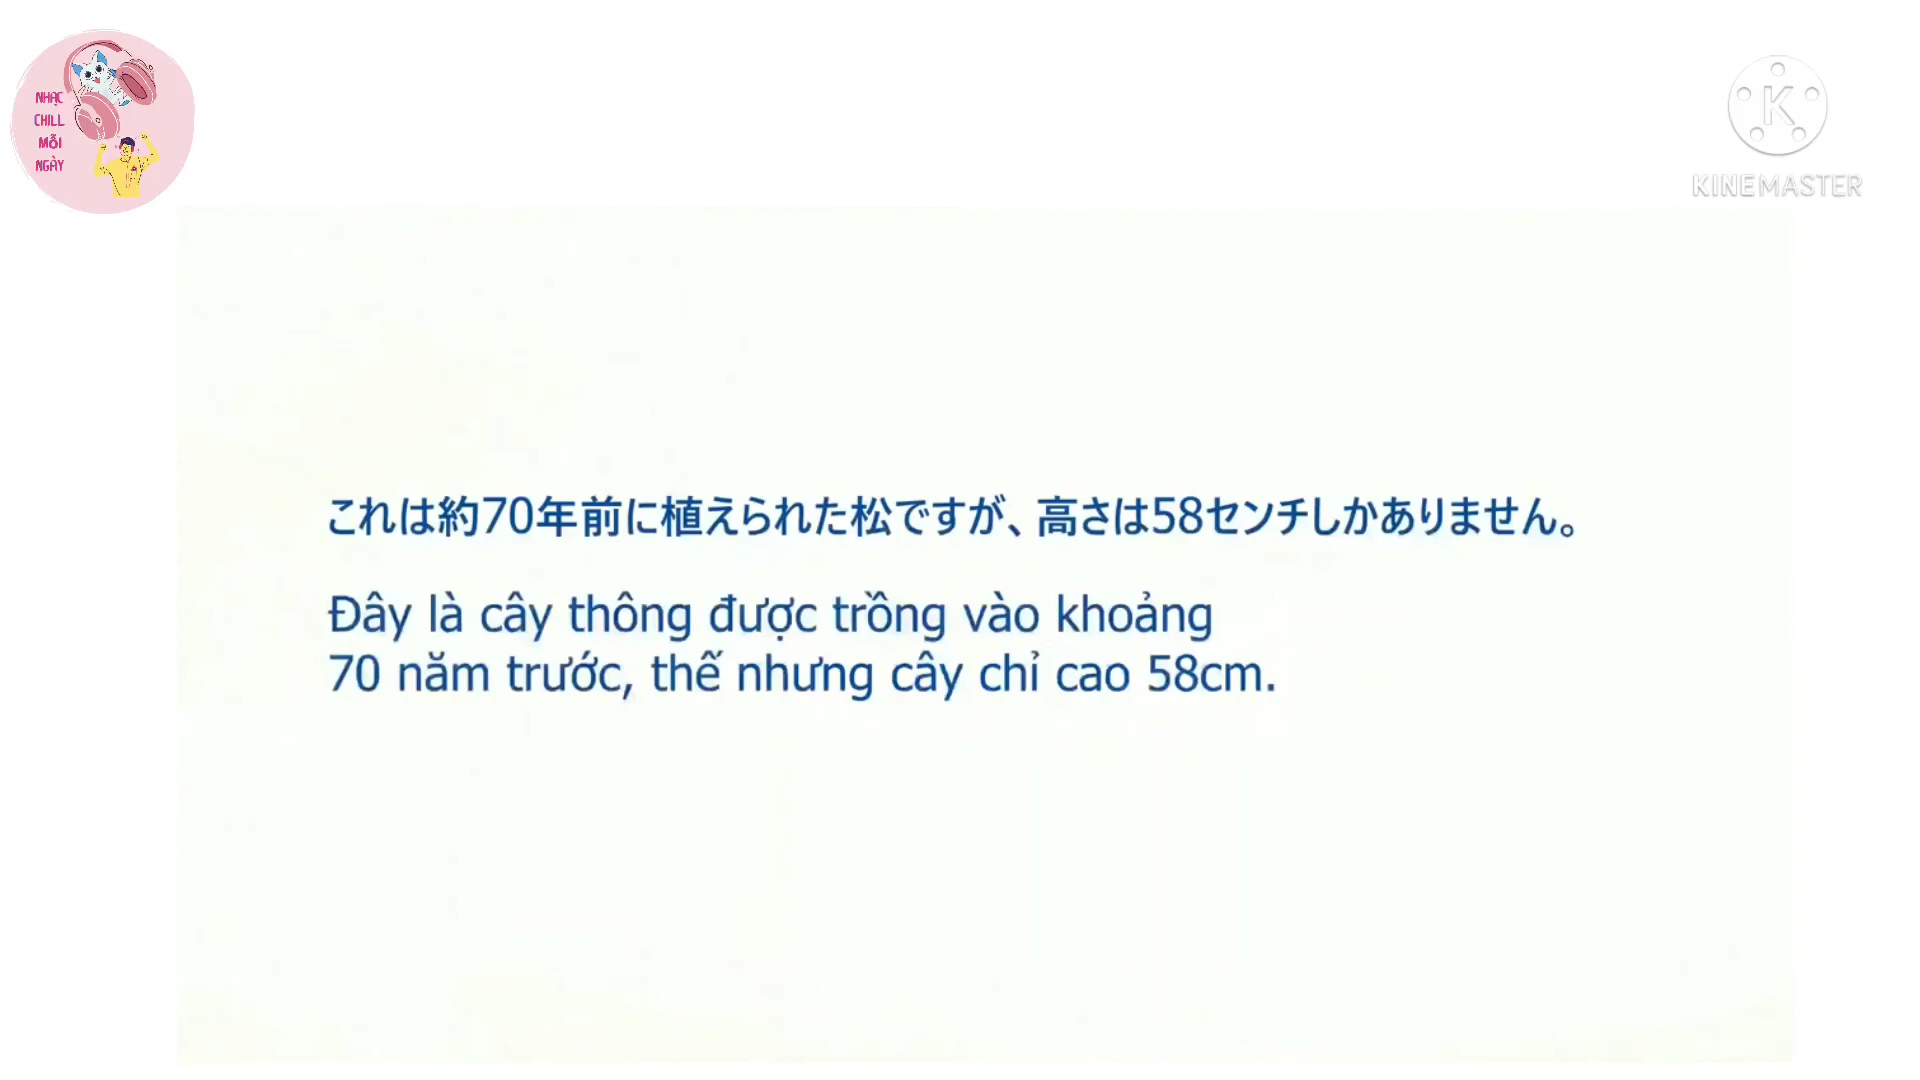 NHẠC
CHILL
MỖI
NGÀY
KINEMASTER
これは約70年前に植えられた松ですが、高さは58センチしかありません。
Đây là cây thông được trồng vào khoảng
70 năm trước, thế nhưng cây chỉ cao 58cm.